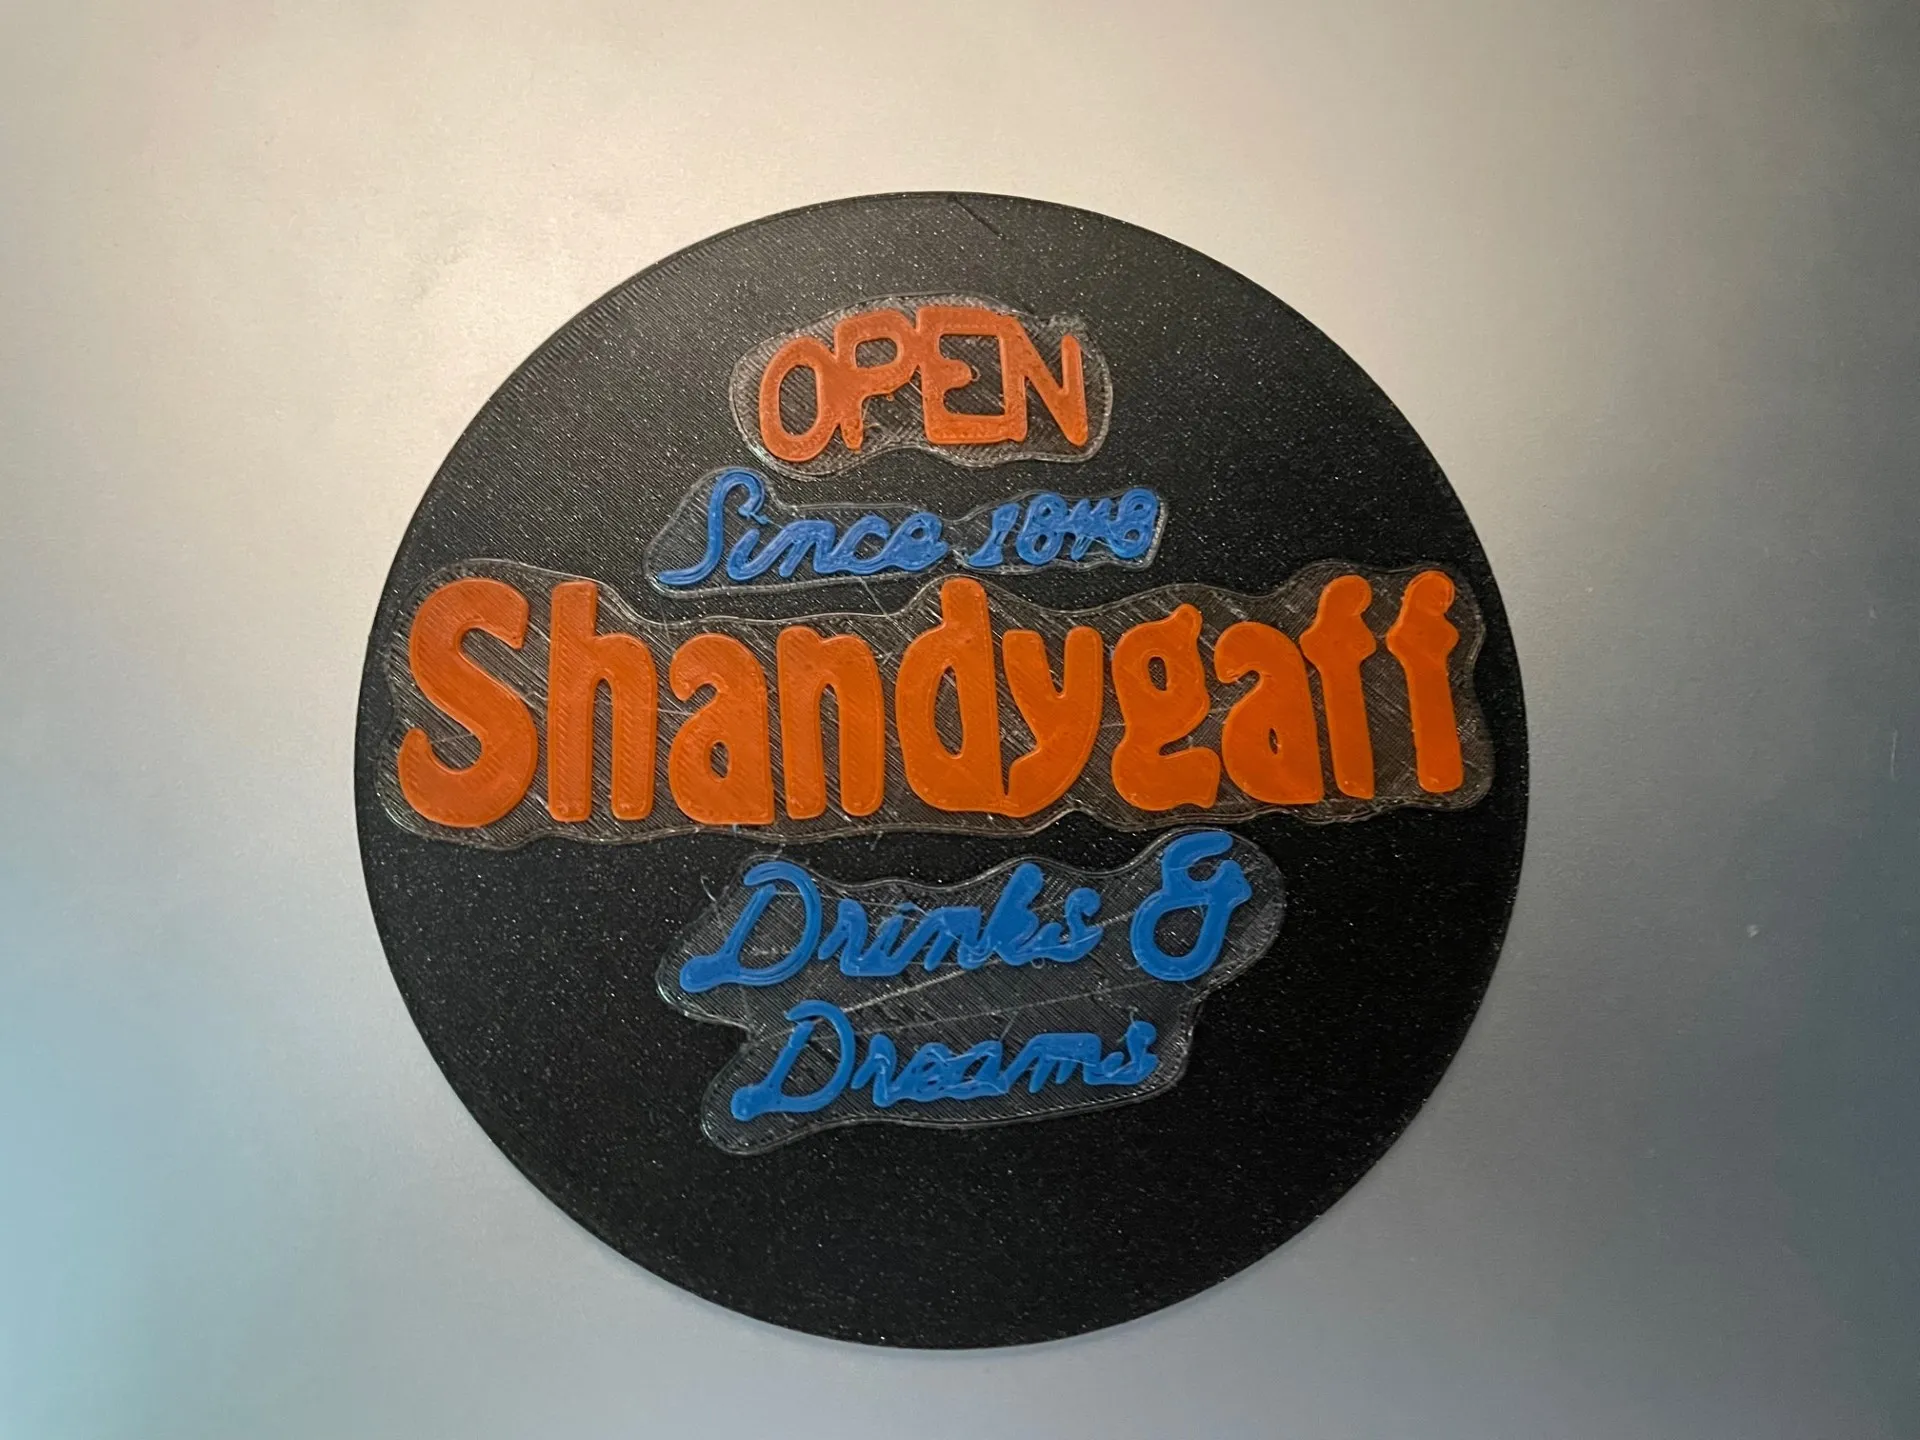 OPEN
Since 1848
Shandygaff
Drinks &
Dreams